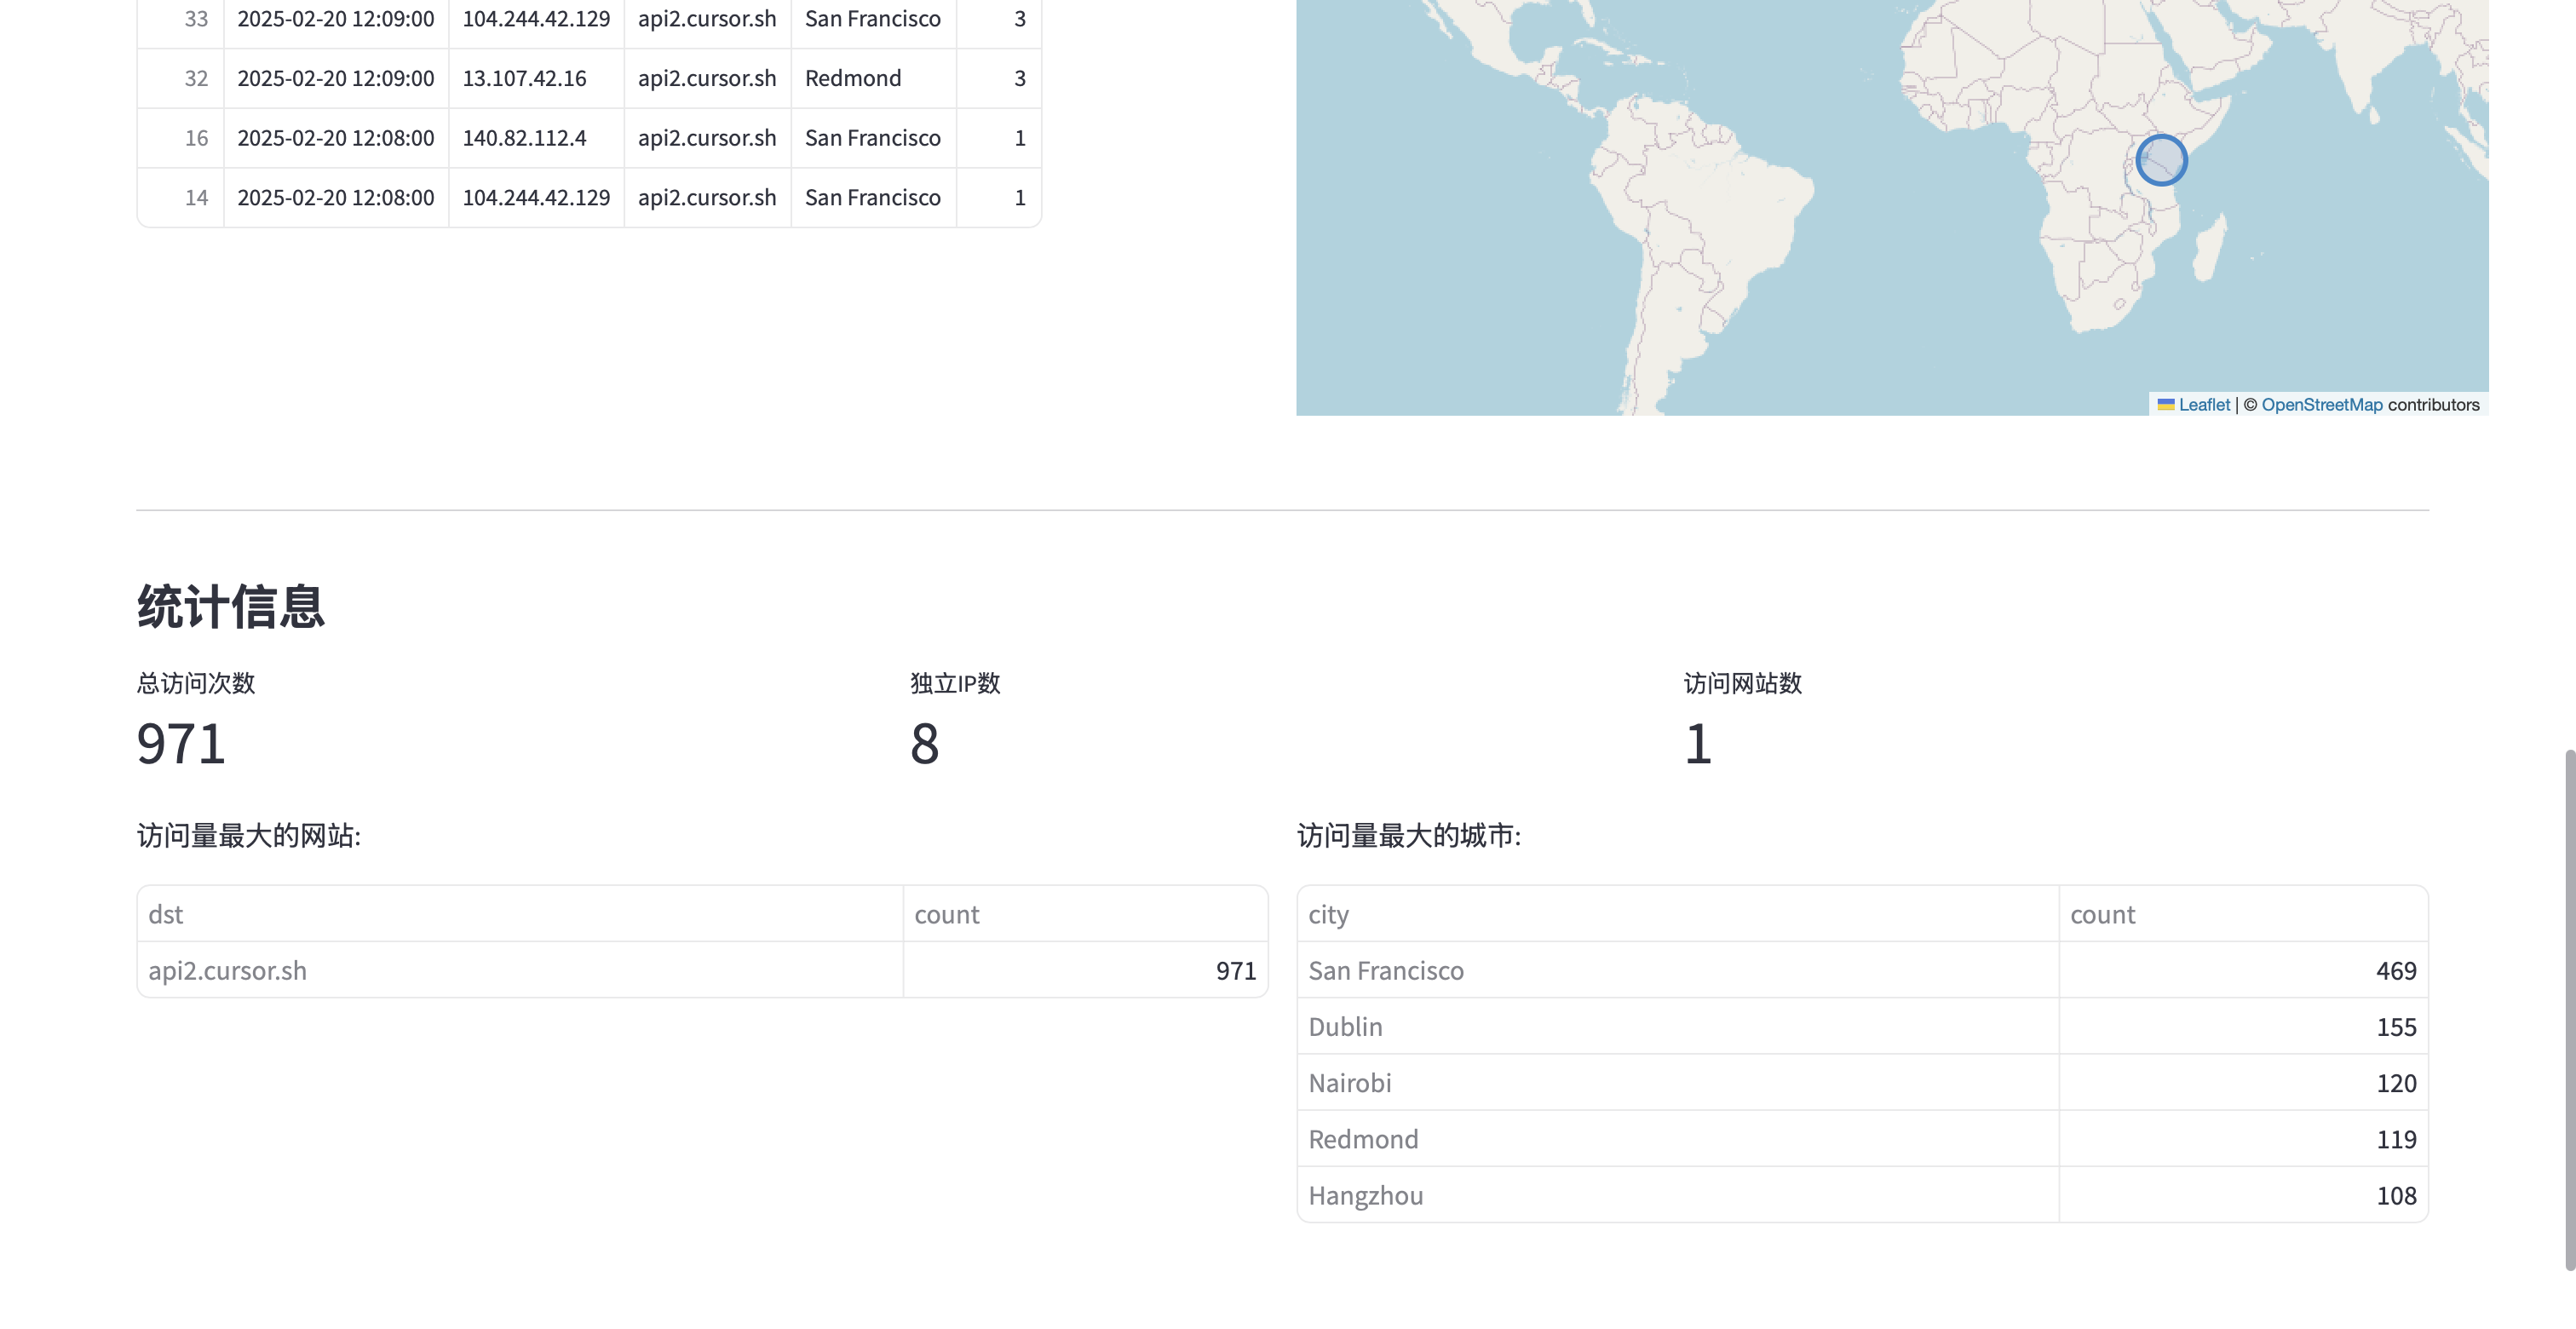 33 2025-02-20 12:09:00 104.244.42.129 api2.cursor.sh San Francisco 3
32 2025-02-20 12:09:00 13.107.42.16 api2.cursor.sh Redmond 3
16 2025-02-20 12:08:00 140.82.112.4 api2.cursor.sh San Francisco 1
14 2025-02-20 12:08:00 104.244.42.129 api2.cursor.sh San Francisco 1
Leaflet | © OpenStreetMap contributors
统计信息
总访问次数 独立IP数 访问网站数
971 8 1
访问量最大的网站:
dst count
api2.cursor.sh 971
访问量最大的城市:
city count
San Francisco 469
Dublin 155
Nairobi 120
Redmond 119
Hangzhou 108